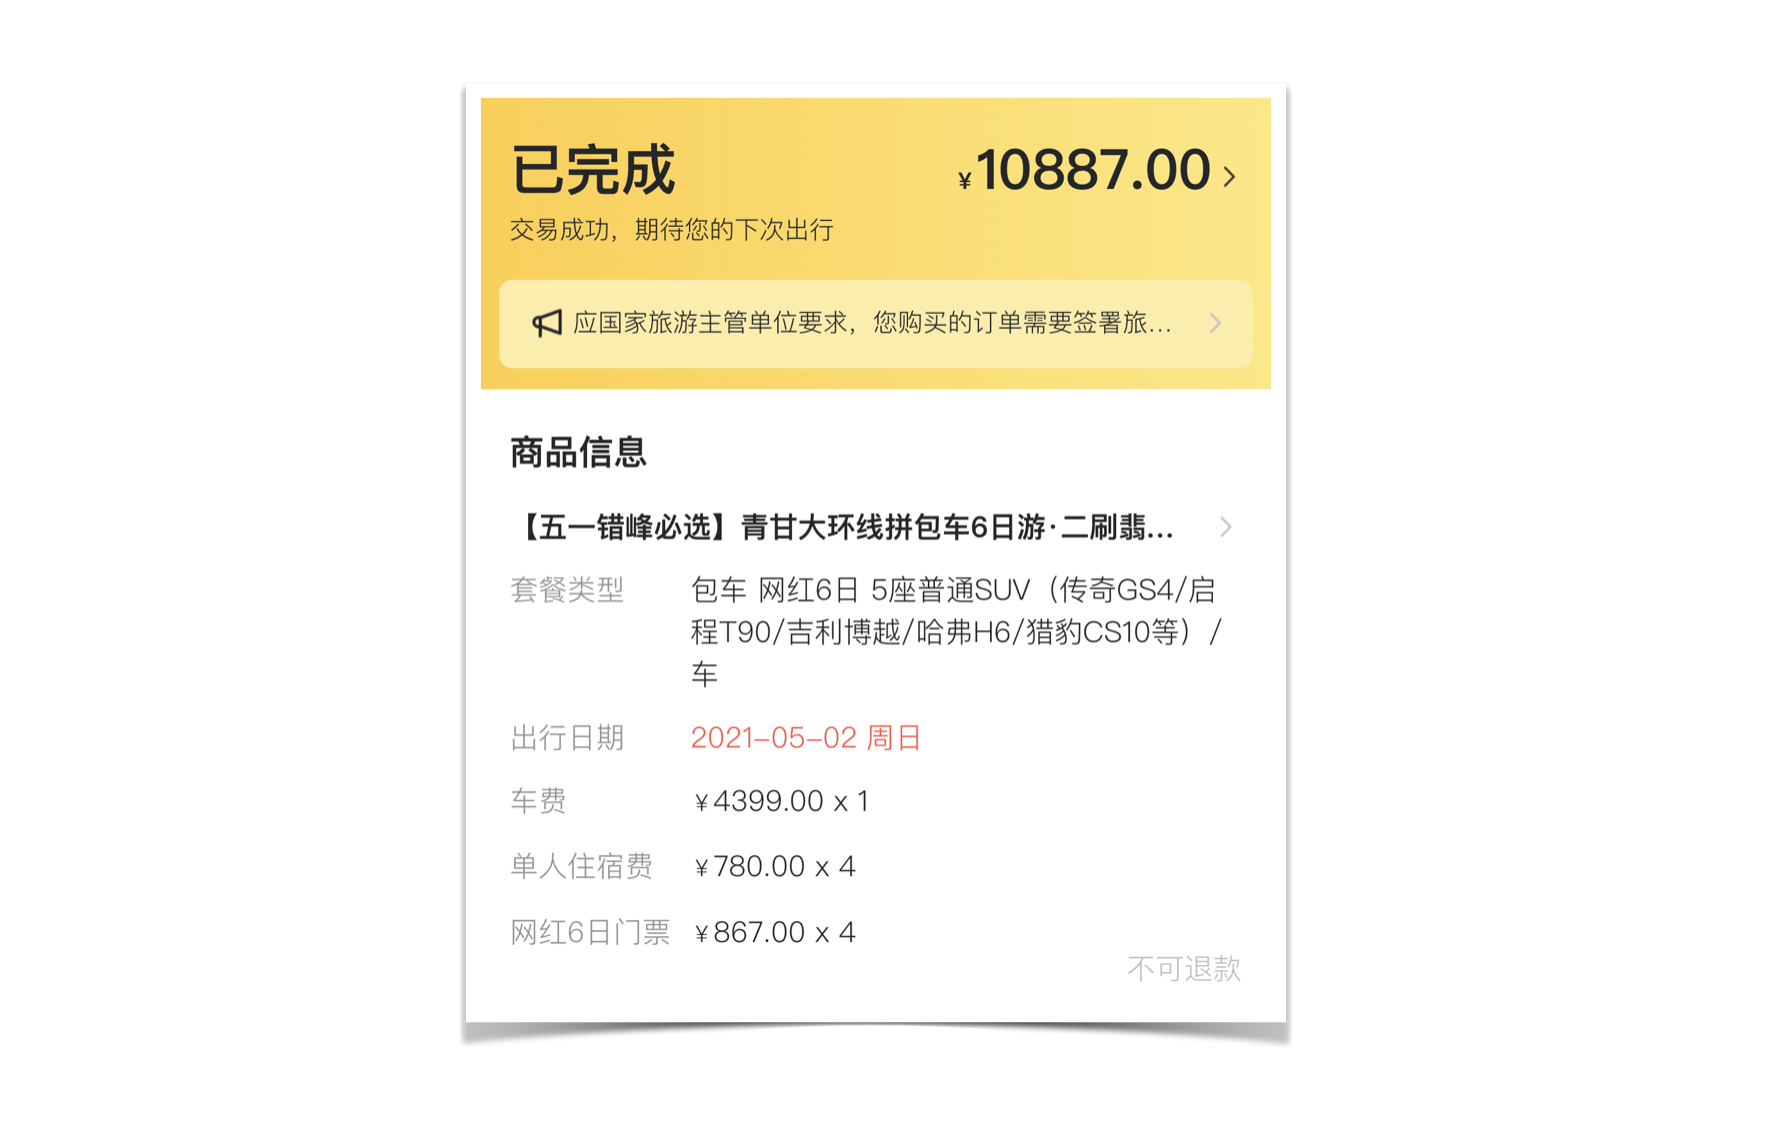 已完成
¥10887.00
交易成功，期待您的下次出行
应国家旅游主管单位要求，您购买的订单需要签署旅...
商品信息
【五一错峰必选】青甘大环线拼包车6日游·二刷翡...
套餐类型
包车 网红6日 5座普通SUV（传奇GS4/启
程T90/吉利博越/哈弗H6/猎豹CS10等）/
车
出行日期 2021-05-02 周日
车费 ¥4399.00 x 1
单人住宿费 ¥780.00 x 4
网红6日门票 ¥867.00 x 4
不可退款